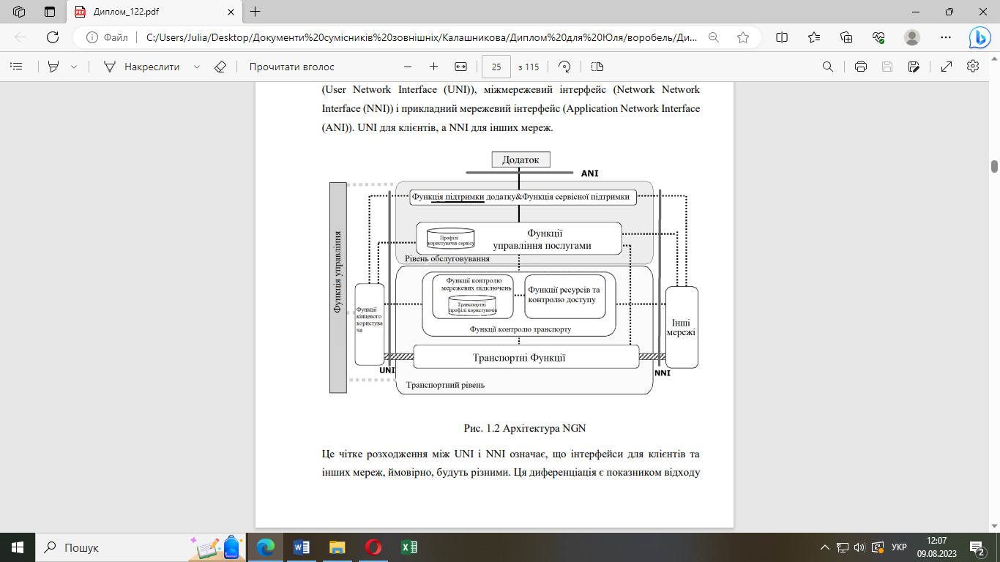 Диплом_122.pdf
Файл
C:/Users/Julia/Desktop/Документи%20сумісників%20зовнішніх/Калашникова/Диплом%20для%20Юля/воробель/Ди...
Накреслити
Прочитати вголос
25
з 115
(User Network Interface (UNI)), міжмережевий інтерфейс (Network Network
Interface (NNI)) і прикладний мережевий інтерфейс (Application Network Interface
(ANI)). UNI для клієнтів, а NNI для інших мереж.
Додаток
ANI
Функція підтримки додатку&Функція сервісної підтримки
Профілі
користувачів сервісу
Функції
управління послугами
Рівень обслуговування
Функція управління
Функції контролю
мережевих підключень
Транспортні
профілі користувачів
Функції ресурсів та
контролю доступу
Функції контролю транспорту
Функції
кінцевого
користува
ча
Інші
мережі
Транспортні Функції
UNI
NNI
Транспортний рівень
Рис. 1.2 Архітектура NGN
Це чітке розходження між UNI і NNI означає, що інтерфейси для клієнтів та
інших мереж, ймовірно, будуть різними. Ця диференціація є показником відходу
Пошук
УКР
12:07
09.08.2023
2